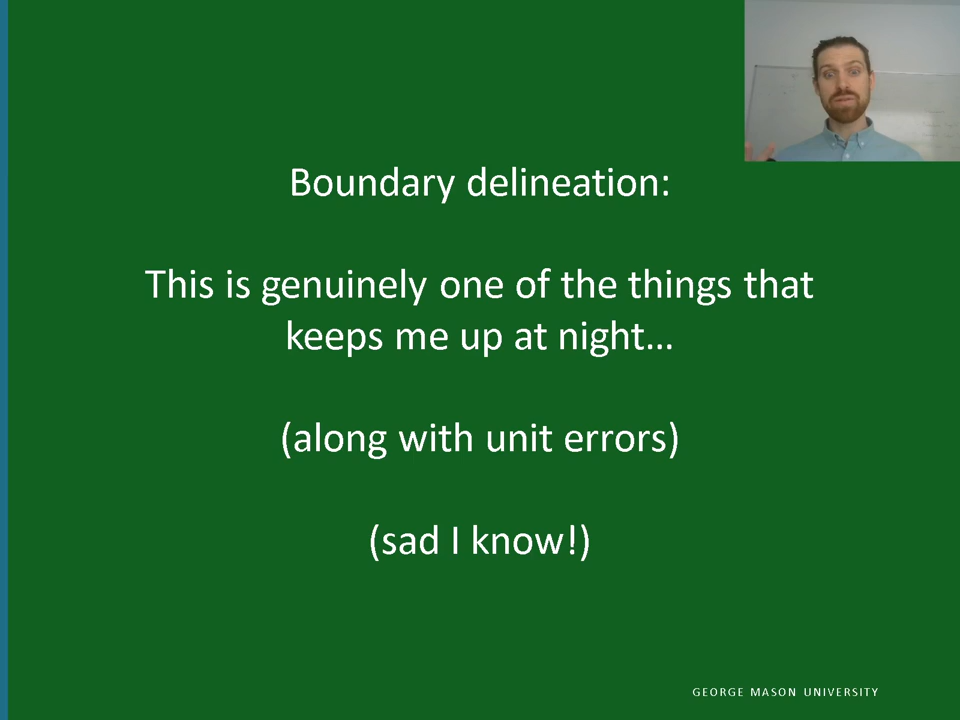 Boundary delineation:
This is genuinely one of the things that
keeps me up at night…
(along with unit errors)
(sad I know!)
GEORGE MASON UNIVERSITY